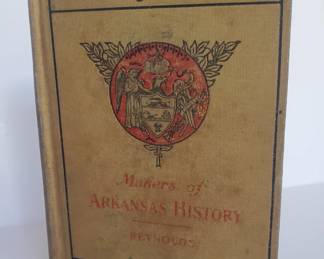 Makers of
ARKANSAS HISTORY
REYNOLDS